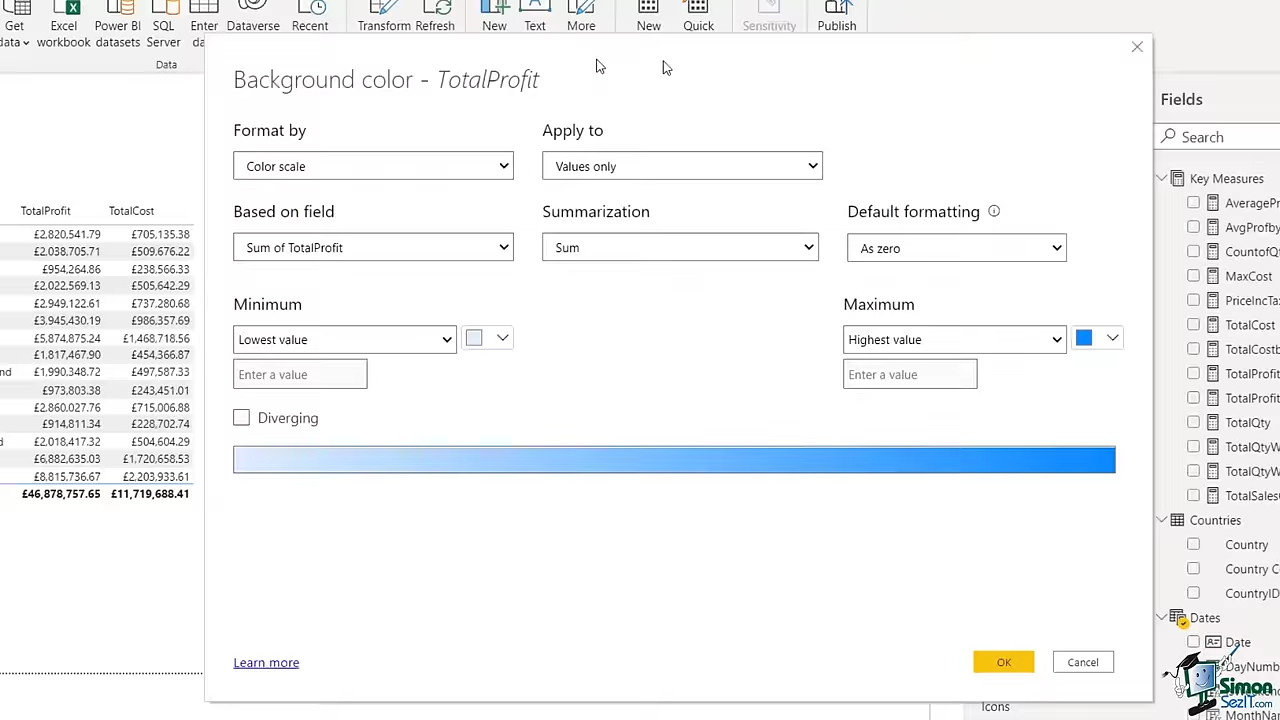 Get Excel Power BI SQL Enter Dataverse Recent Transform Refresh New Text More New Quick Sensitivity Publish
data workbook datasets Server
Data
Background color - TotalProfit
Format by Apply to
Color scale Values only
Based on field Summarization Default formatting
Sum of TotalProfit Sum As zero
Minimum Maximum
Lowest value Highest value
Enter a value Enter a value
Diverging
Learn more OK Cancel
TotalProfit TotalCost
£2,820,541.79 £705,135.38
£2,038,705.71 £509,676.22
£954,264.86 £238,566.33
£2,022,569.13 £505,642.29
£2,949,122.61 £737,280.68
£3,945,430.19 £986,357.69
£5,874,875.24 £1,468,718.56
£1,817,467.90 £454,366.87
nd £1,990,348.72 £497,587.33
£973,803.38 £243,451.01
£2,860,027.76 £715,006.88
£914,811.34 £228,702.74
d £2,018,417.32 £504,604.29
£6,882,635.03 £1,720,658.53
£8,815,736.67 £2,203,933.61
£46,878,757.65 £11,719,688.41
Fields
Search
Key Measures
AveragePr
AvgProfby
CountofQt
MaxCost
PriceIncTa
TotalCost
TotalCostb
TotalProfit
TotalProfit
TotalQty
TotalQtyW
TotalQtyW
TotalSales
Countries
Country
Country C
CountryID
Dates
Date
DayNumb
MonthNam
Icons
Simon
SezIT.com